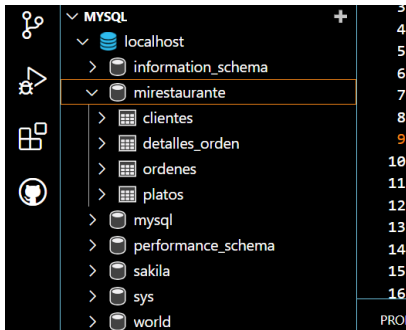 MYSQL
localhost
information_schema
mirestaurante
clientes
detalles_orden
ordenes
platos
mysql
performance_schema
sakila
sys
world
3
4
5
6
7
8
9
10
11
12
13
14
15
16